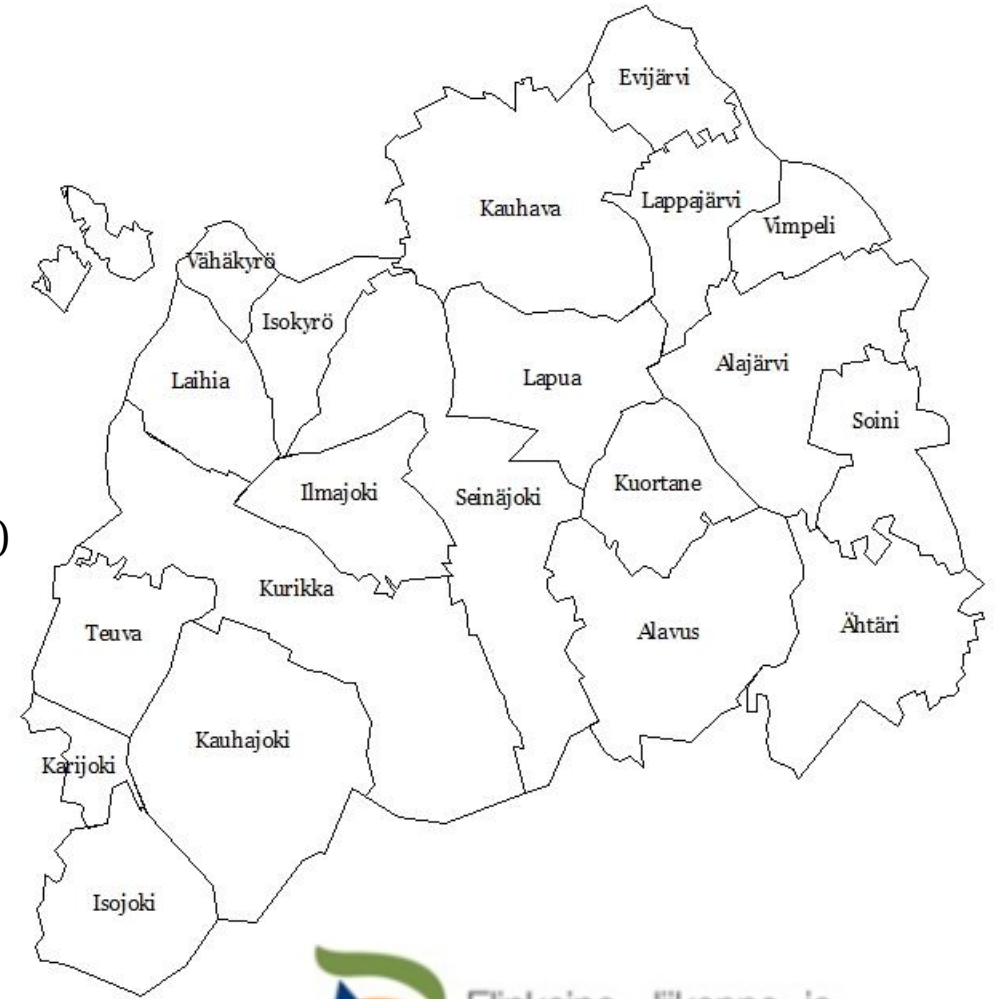 Evijärvi
Kauhava
Lappajärvi
Vimpeli
Vähäkyrö
Isokyrö
Laihia
Lapua
Alajärvi
Soini
Ilmajoki
Seinäjoki
Kuortane
)
Kurikka
Teuva
Alavus
Ähtäri
Kauhajoki
Karijoki
Isojoki